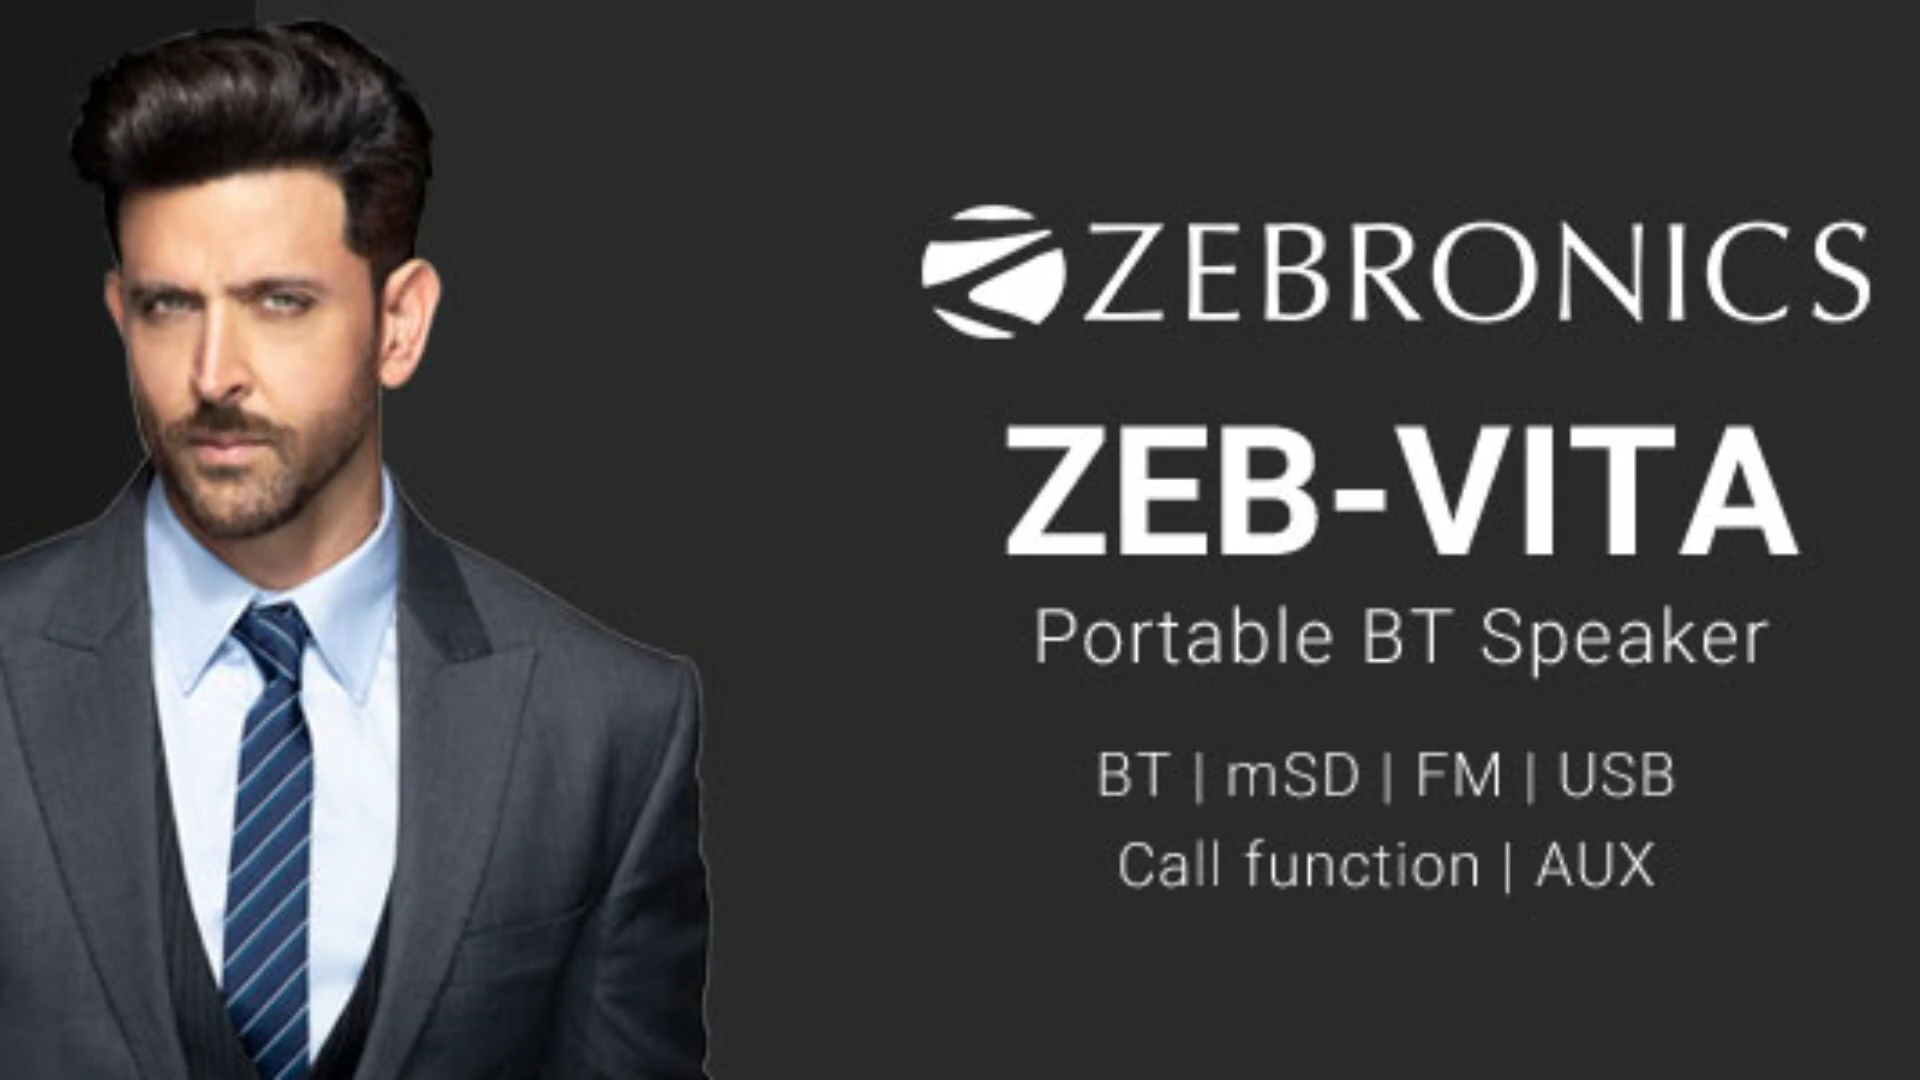 ZEBRONICS
ZEB-VITA
Portable BT Speaker
BT | mSD | FM | USB
Call function | AUX